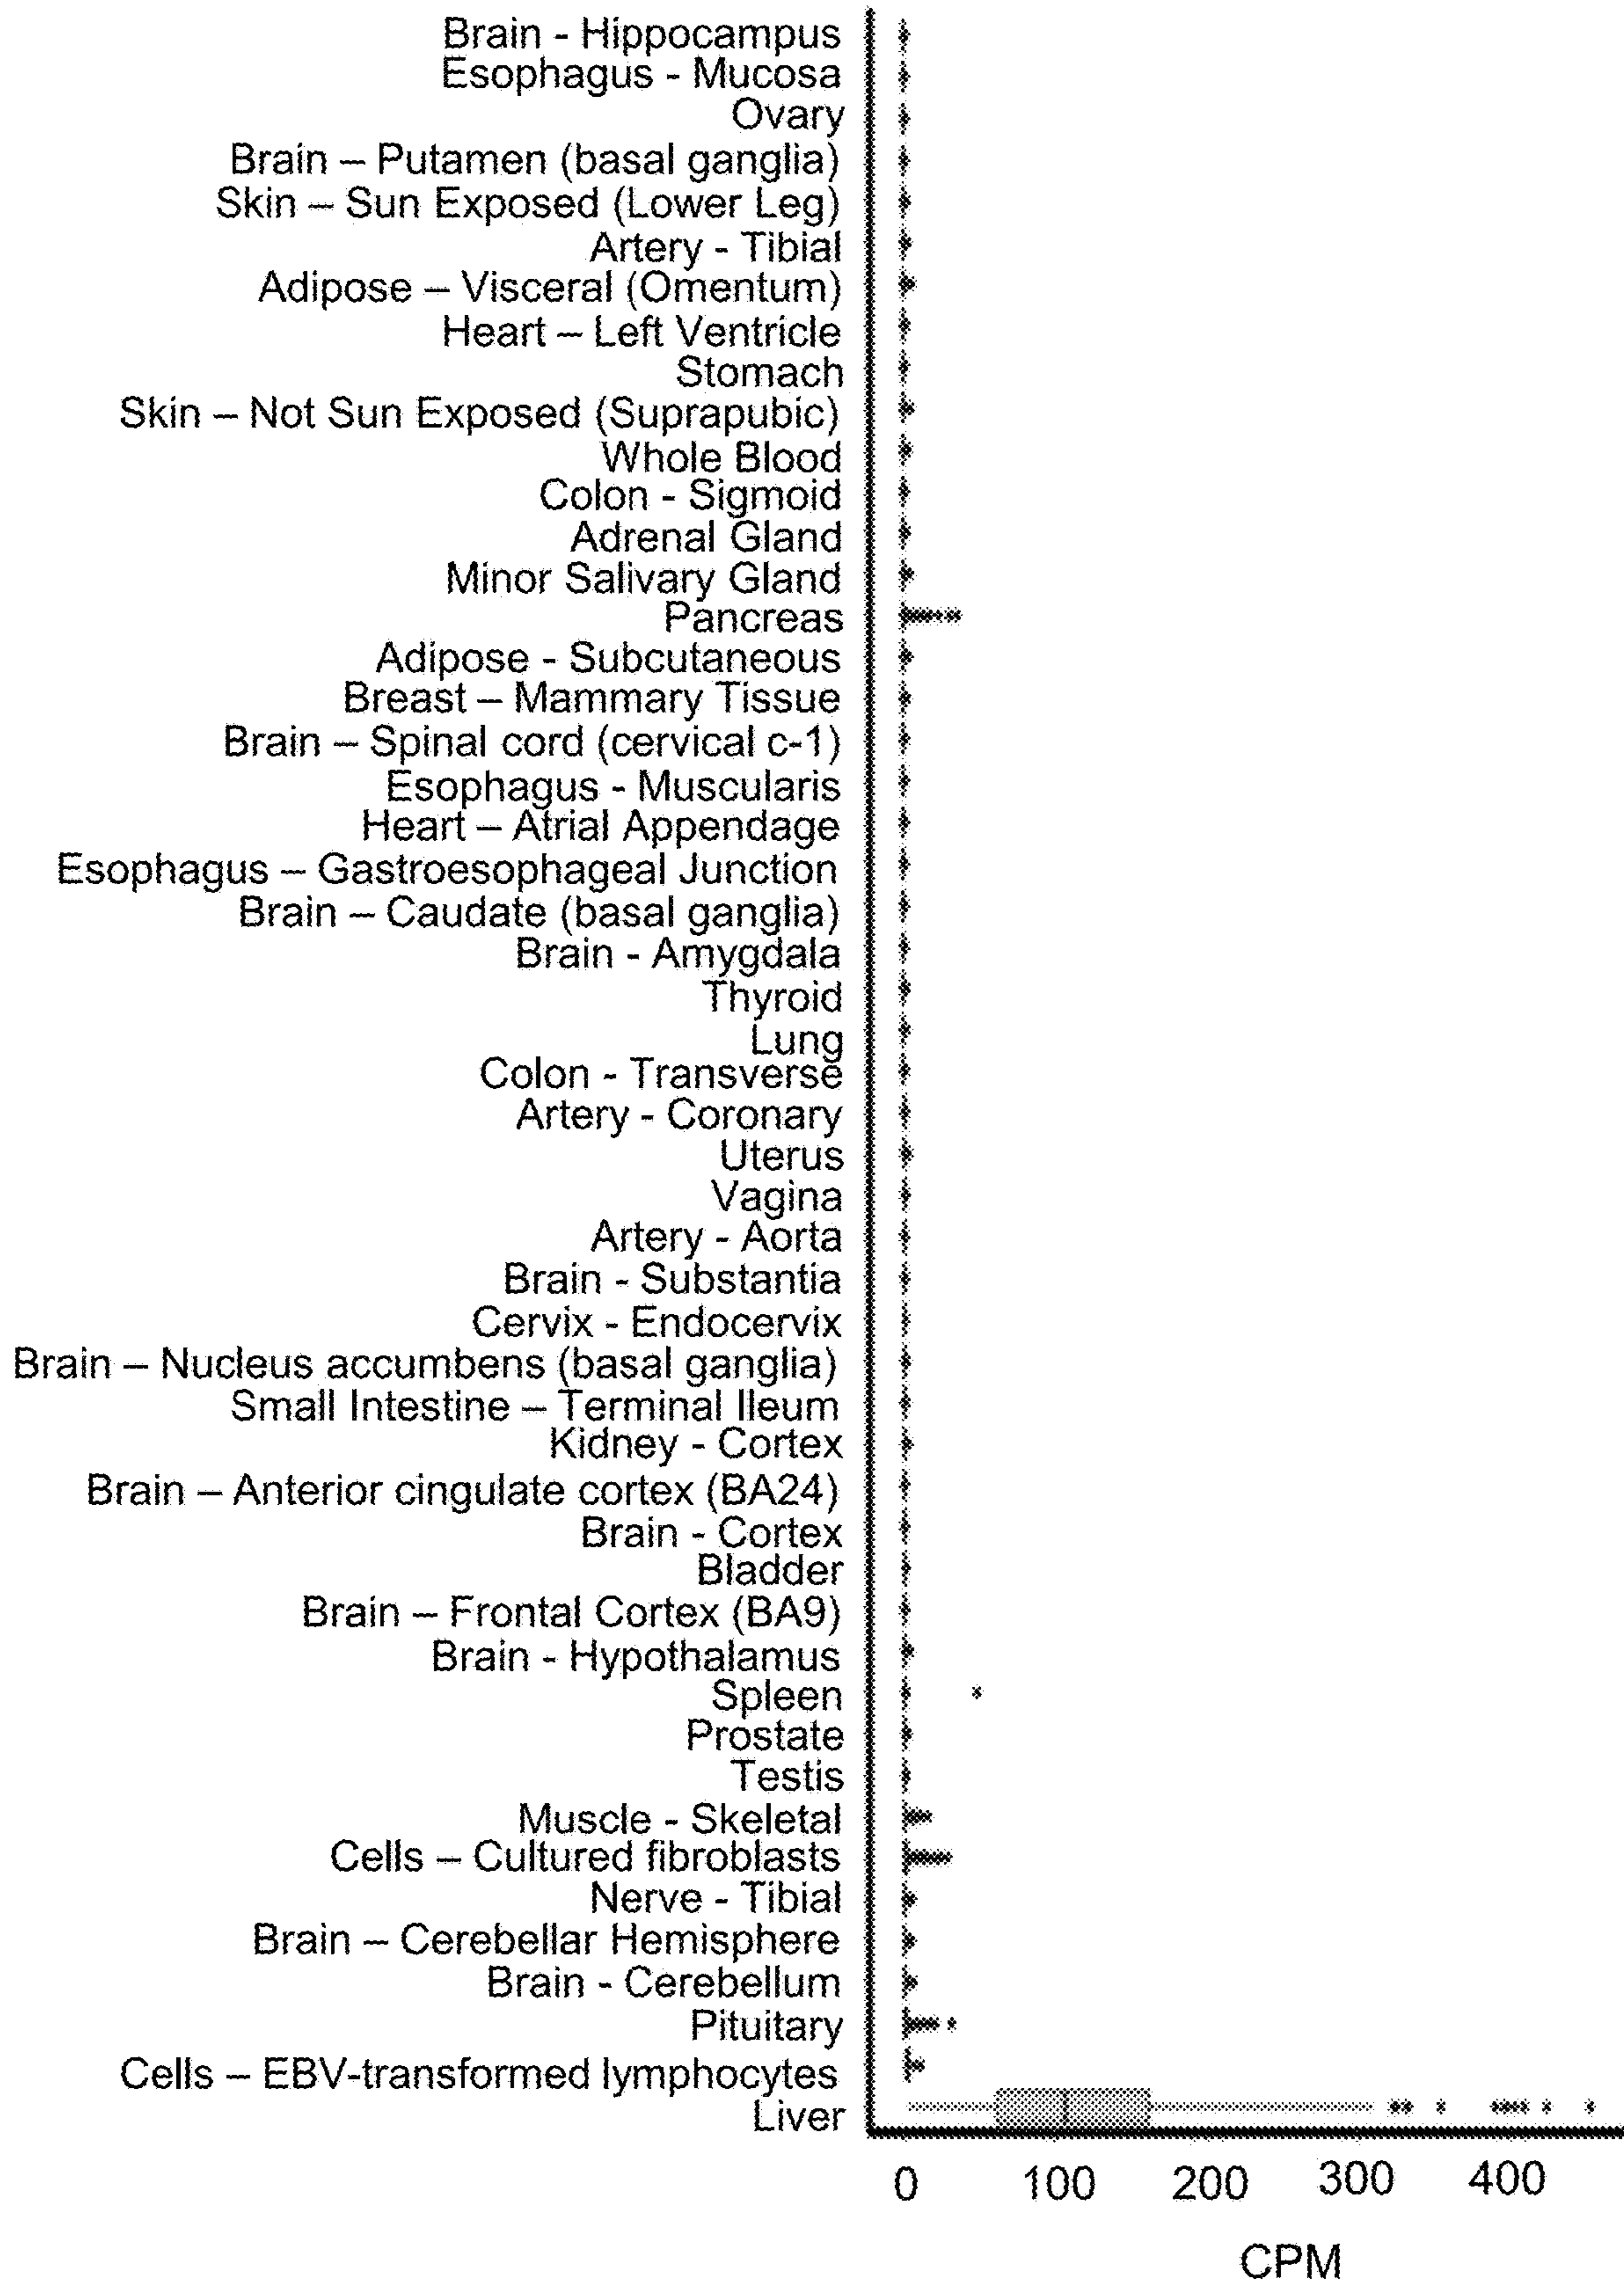 Brain - Hippocampus
Esophagus - Mucosa
Ovary
Brain – Putamen (basal ganglia)
Skin – Sun Exposed (Lower Leg)
Artery - Tibial
Adipose – Visceral (Omentum)
Heart – Left Ventricle
Stomach
Skin – Not Sun Exposed (Suprapubic)
Whole Blood
Colon - Sigmoid
Adrenal Gland
Minor Salivary Gland
Pancreas
Adipose - Subcutaneous
Breast – Mammary Tissue
Brain – Spinal cord (cervical c-1)
Esophagus - Muscularis
Heart – Atrial Appendage
Esophagus – Gastroesophageal Junction
Brain – Caudate (basal ganglia)
Brain - Amygdala
Thyroid
Lung
Colon - Transverse
Artery - Coronary
Uterus
Vagina
Artery - Aorta
Brain - Substantia
Cervix - Endocervix
Brain – Nucleus accumbens (basal ganglia)
Small Intestine – Terminal Ileum
Kidney - Cortex
Brain – Anterior cingulate cortex (BA24)
Brain - Cortex
Bladder
Brain – Frontal Cortex (BA9)
Brain - Hypothalamus
Spleen
Prostate
Testis
Muscle - Skeletal
Cells – Cultured fibroblasts
Nerve - Tibial
Brain – Cerebellar Hemisphere
Brain - Cerebellum
Pituitary
Cells – EBV-transformed lymphocytes
Liver
0 100 200 300 400
CPM